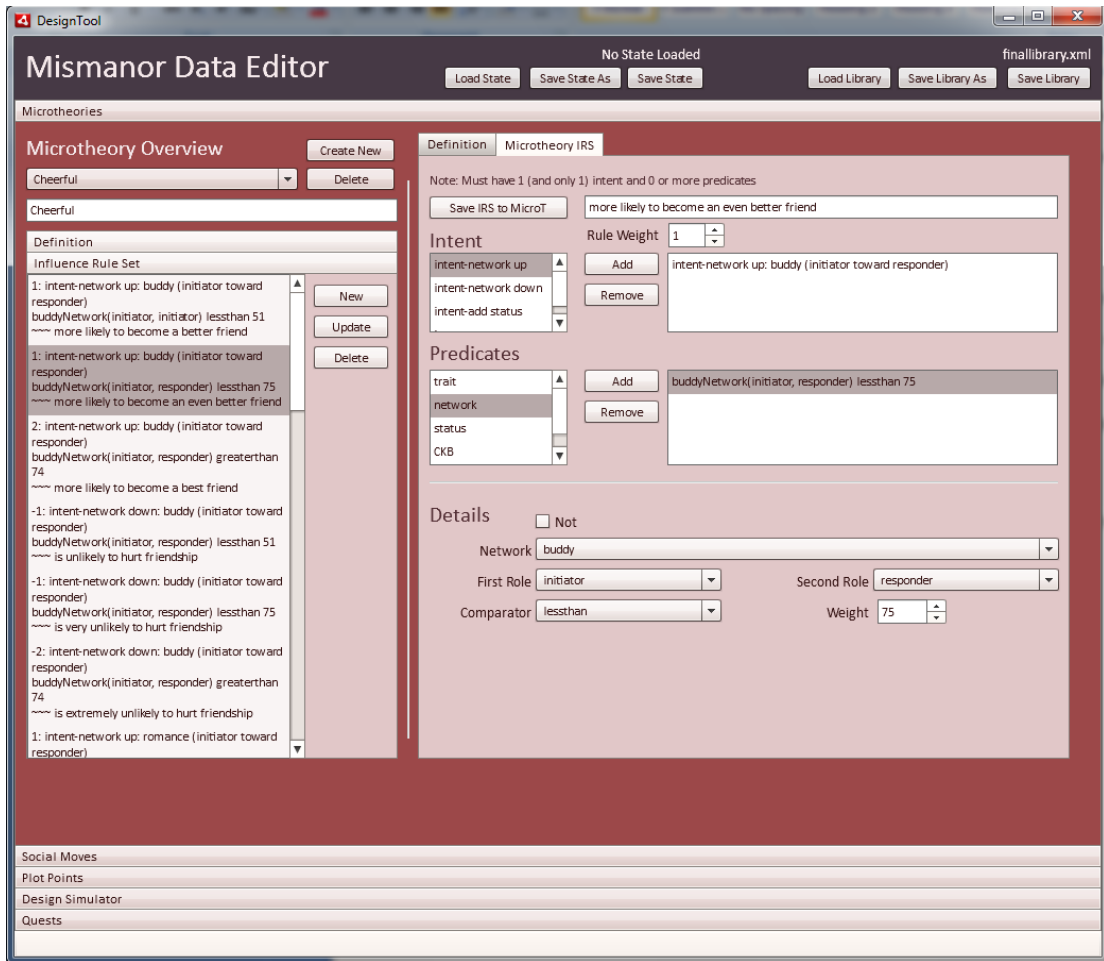 DesignTool
Mismanor Data Editor
No State Loaded
finallibrary.xml
Load State
Save State As
Save State
Load Library
Save Library As
Save Library
Microtheories
Microtheory Overview
Create New
Cheerful
Delete
Cheerful
Definition
Influence Rule Set
1: intent-network up: buddy (initiator toward
responder)
buddyNetwork(initiator, initiator) lessthan 51
~~~ more likely to become a better friend
1: intent-network up: buddy (initiator toward
responder)
buddyNetwork(initiator, responder) lessthan 75
~~~ more likely to become an even better friend
2: intent-network up: buddy (initiator toward
responder)
buddyNetwork(initiator, responder) greaterthan
74
~~~ more likely to become a best friend
-1: intent-network down: buddy (initiator toward
responder)
buddyNetwork(initiator, responder) lessthan 51
~~~ is unlikely to hurt friendship
-1: intent-network down: buddy (initiator toward
responder)
buddyNetwork(initiator, responder) lessthan 75
~~~ is very unlikely to hurt friendship
-2: intent-network down: buddy (initiator toward
responder)
buddyNetwork(initiator, responder) greaterthan
74
~~~ is extremely unlikely to hurt friendship
1: intent-network up: romance (initiator toward
responder)
New
Update
Delete
Definition
Microtheory IRS
Note: Must have 1 (and only 1) intent and 0 or more predicates
Save IRS to MicroT
more likely to become an even better friend
Intent
Rule Weight
1
intent-network up
intent-network down
intent-add status
Add
Remove
intent-network up: buddy (initiator toward responder)
Predicates
trait
network
status
CKB
Add
Remove
buddyNetwork(initiator, responder) lessthan 75
Details
Not
Network
buddy
First Role
initiator
Second Role
responder
Comparator
lessthan
Weight
75
Social Moves
Plot Points
Design Simulator
Quests